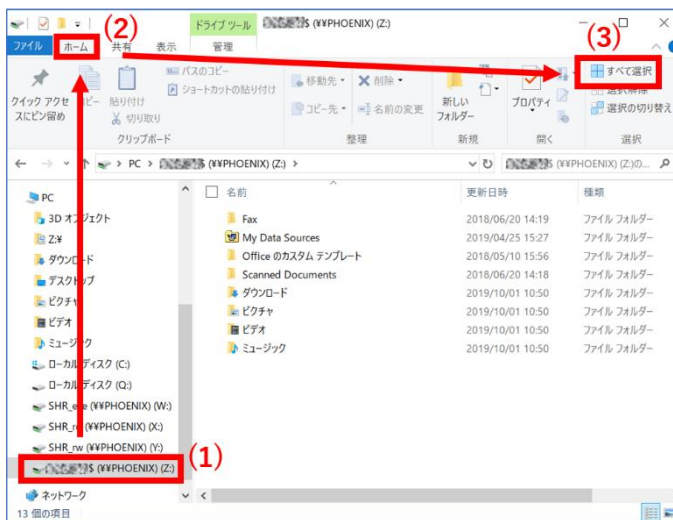 ドライブ ツール $ (¥¥PHOENIX) (Z:)
(2)
(3)
ファイル ホーム 共有 表示 管理
クイック アクセスにピン留め
コピー
貼り付け
パスのコピー
ショートカットの貼り付け
切り取り
クリップボード
移動先
削除
コピー先
名前の変更
整理
新しいフォルダー
新規
プロパティ
開く
すべて選択
選択解除
選択の切り替え
選択
PC > $ (¥¥PHOENIX) (Z:) >
$ (¥¥PHOENIX) (Z:)の...
PC
3D オブジェクト
Z:¥
ダウンロード
デスクトップ
ピクチャ
ビデオ
ミュージック
ローカル ディスク (C:)
ローカル ディスク (Q:)
(¥¥PHOENIX) (W:)
(¥¥PHOENIX) (X:)
SHR_rw (¥¥PHOENIX) (Y:)
$ (¥¥PHOENIX) (Z:)
(1)
ネットワーク
名前 更新日時 種類
Fax 2018/06/20 14:19 ファイル フォルダー
My Data Sources 2019/04/25 15:27 ファイル フォルダー
Office のカスタム テンプレート 2018/05/10 15:56 ファイル フォルダー
Scanned Documents 2018/06/20 14:18 ファイル フォルダー
ダウンロード 2019/10/01 10:50 ファイル フォルダー
ピクチャ 2019/10/01 10:50 ファイル フォルダー
ビデオ 2019/10/01 10:50 ファイル フォルダー
ミュージック 2019/10/01 10:50 ファイル フォルダー
13 個の項目